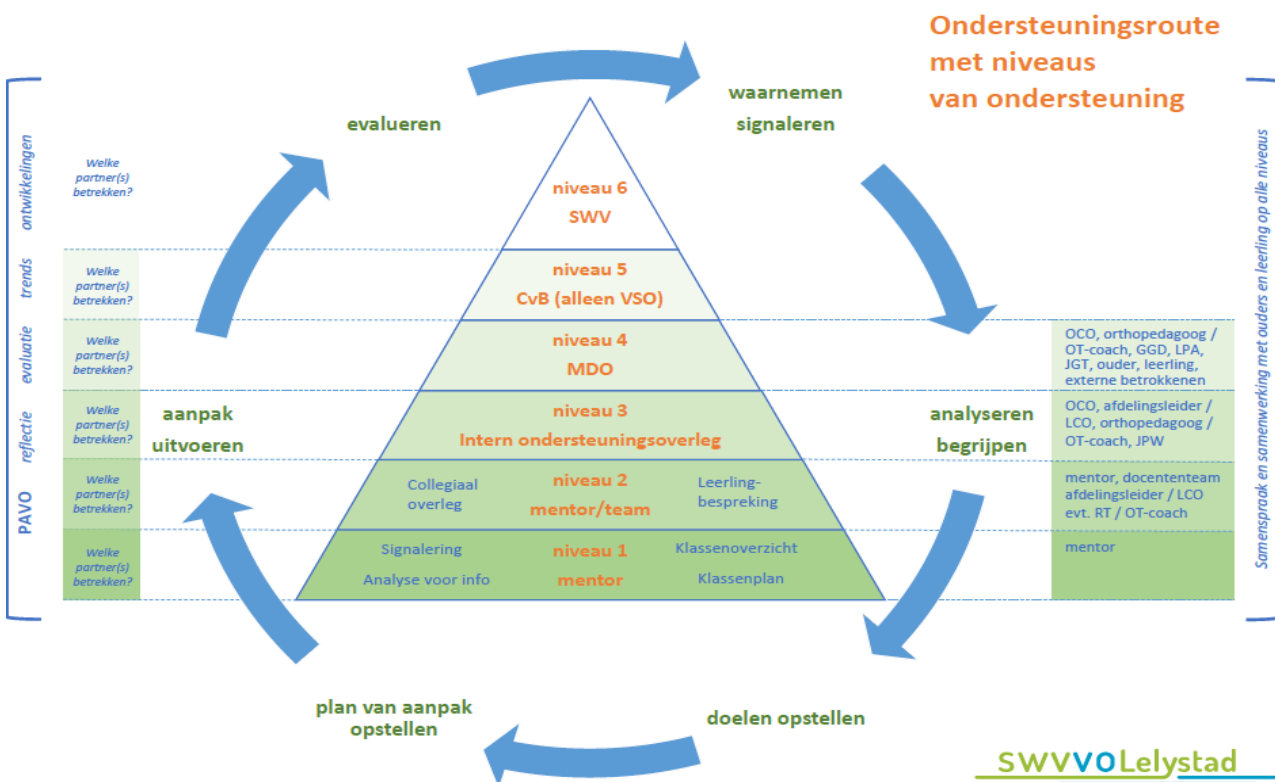 Ondersteuningsroute
met niveaus
van ondersteuning
evalueren
waarnemen
signaleren
analyseren
begrijpen
doelen opstellen
plan van aanpak
opstellen
aanpak
uitvoeren
ontwikkelingen
trends
evaluatie
reflectie
PAVO
Welke
partner(s)
betrekken?
Welke
partner(s)
betrekken?
Welke
partner(s)
betrekken?
Welke
partner(s)
betrekken?
Welke
partner(s)
betrekken?
Welke
partner(s)
betrekken?
niveau 6
SWV
niveau 5
CvB (alleen VSO)
niveau 4
MDO
niveau 3
Intern ondersteuningsoverleg
Collegiaal
overleg
niveau 2
mentor/team
Leerling-
bespreking
Signalering
Analyse voor info
niveau 1
mentor
Klassenoverzicht
Klassenplan
OCO, orthopedagoog /
OT-coach, GGD, LPA,
JGT, ouder, leerling,
externe betrokkenen
OCO, afdelingsleider /
LCO, orthopedagoog /
OT-coach, JPW
mentor, docententeam
afdelingsleider / LCO
evt. RT / OT-coach
mentor
Samenspraak en samenwerking met ouders en leerling op alle niveaus
SWVVOLelystad